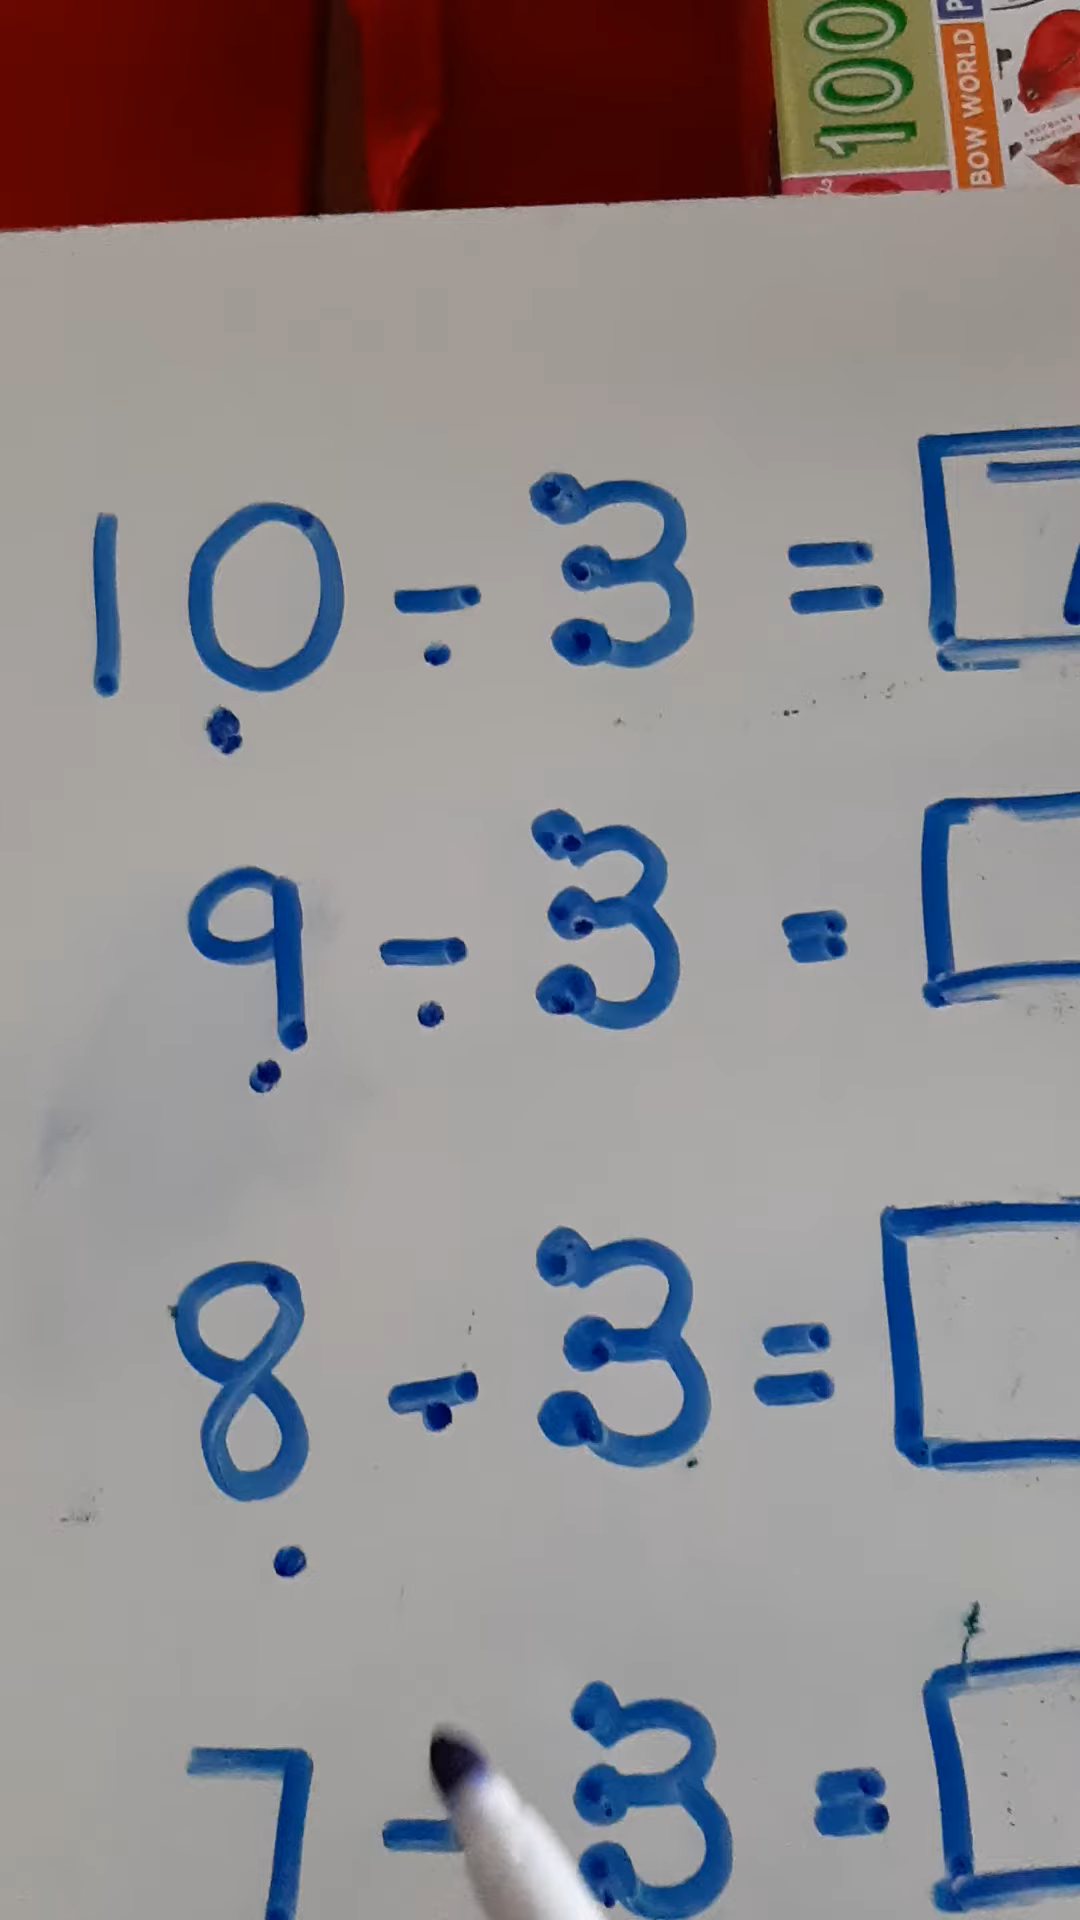 100
BOW WORLD
10 - 3 = 7
9 - 3 =
8 - 3 =
7 - 3 =